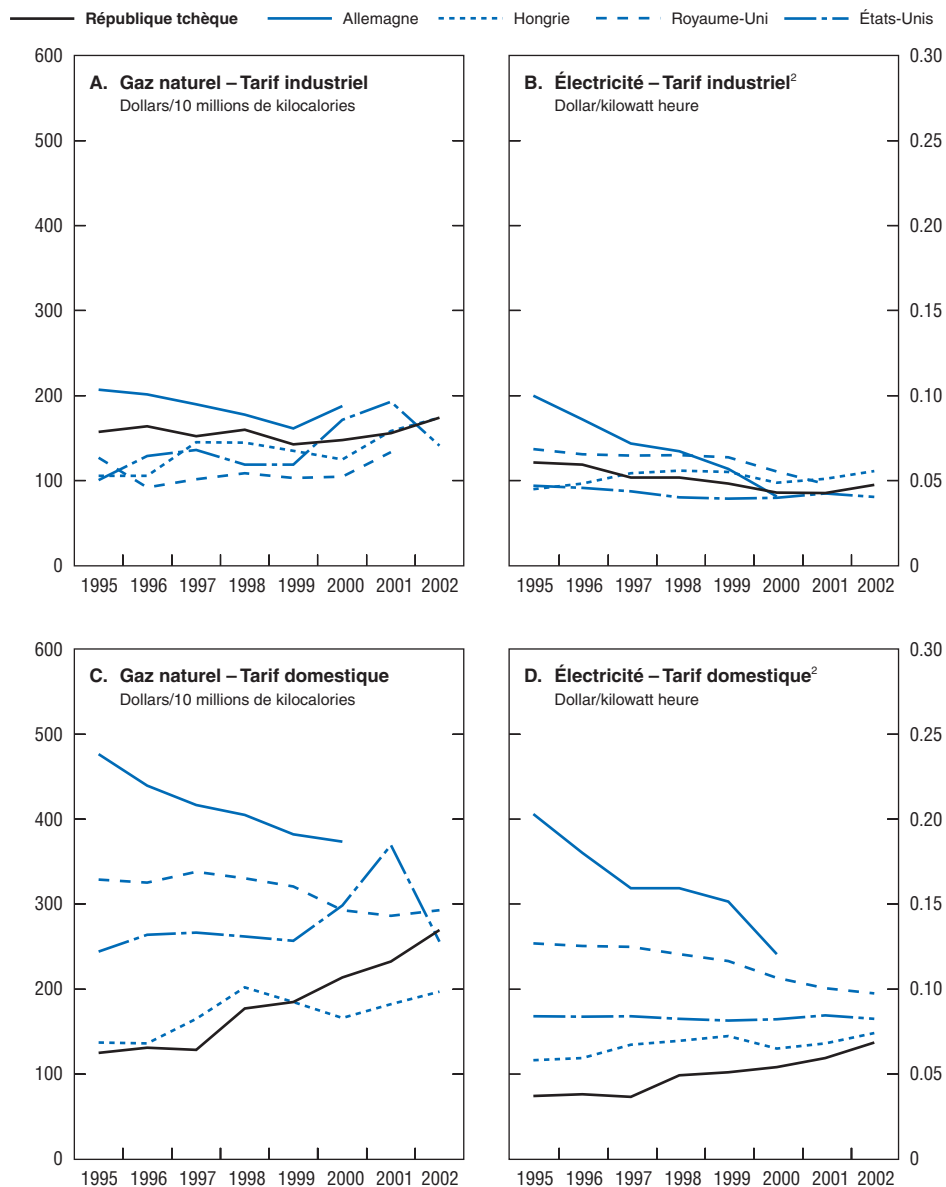 République tchèque Allemagne Hongrie Royaume-Uni États-Unis
A. Gaz naturel – Tarif industriel
Dollars/10 millions de kilocalories
600
500
400
300
200
100
0
1995 1996 1997 1998 1999 2000 2001 2002
B. Électricité – Tarif industriel²
Dollar/kilowatt heure
0.30
0.25
0.20
0.15
0.10
0.05
0
1995 1996 1997 1998 1999 2000 2001 2002
C. Gaz naturel – Tarif domestique
Dollars/10 millions de kilocalories
600
500
400
300
200
100
0
1995 1996 1997 1998 1999 2000 2001 2002
D. Électricité – Tarif domestique²
Dollar/kilowatt heure
0.30
0.25
0.20
0.15
0.10
0.05
0
1995 1996 1997 1998 1999 2000 2001 2002